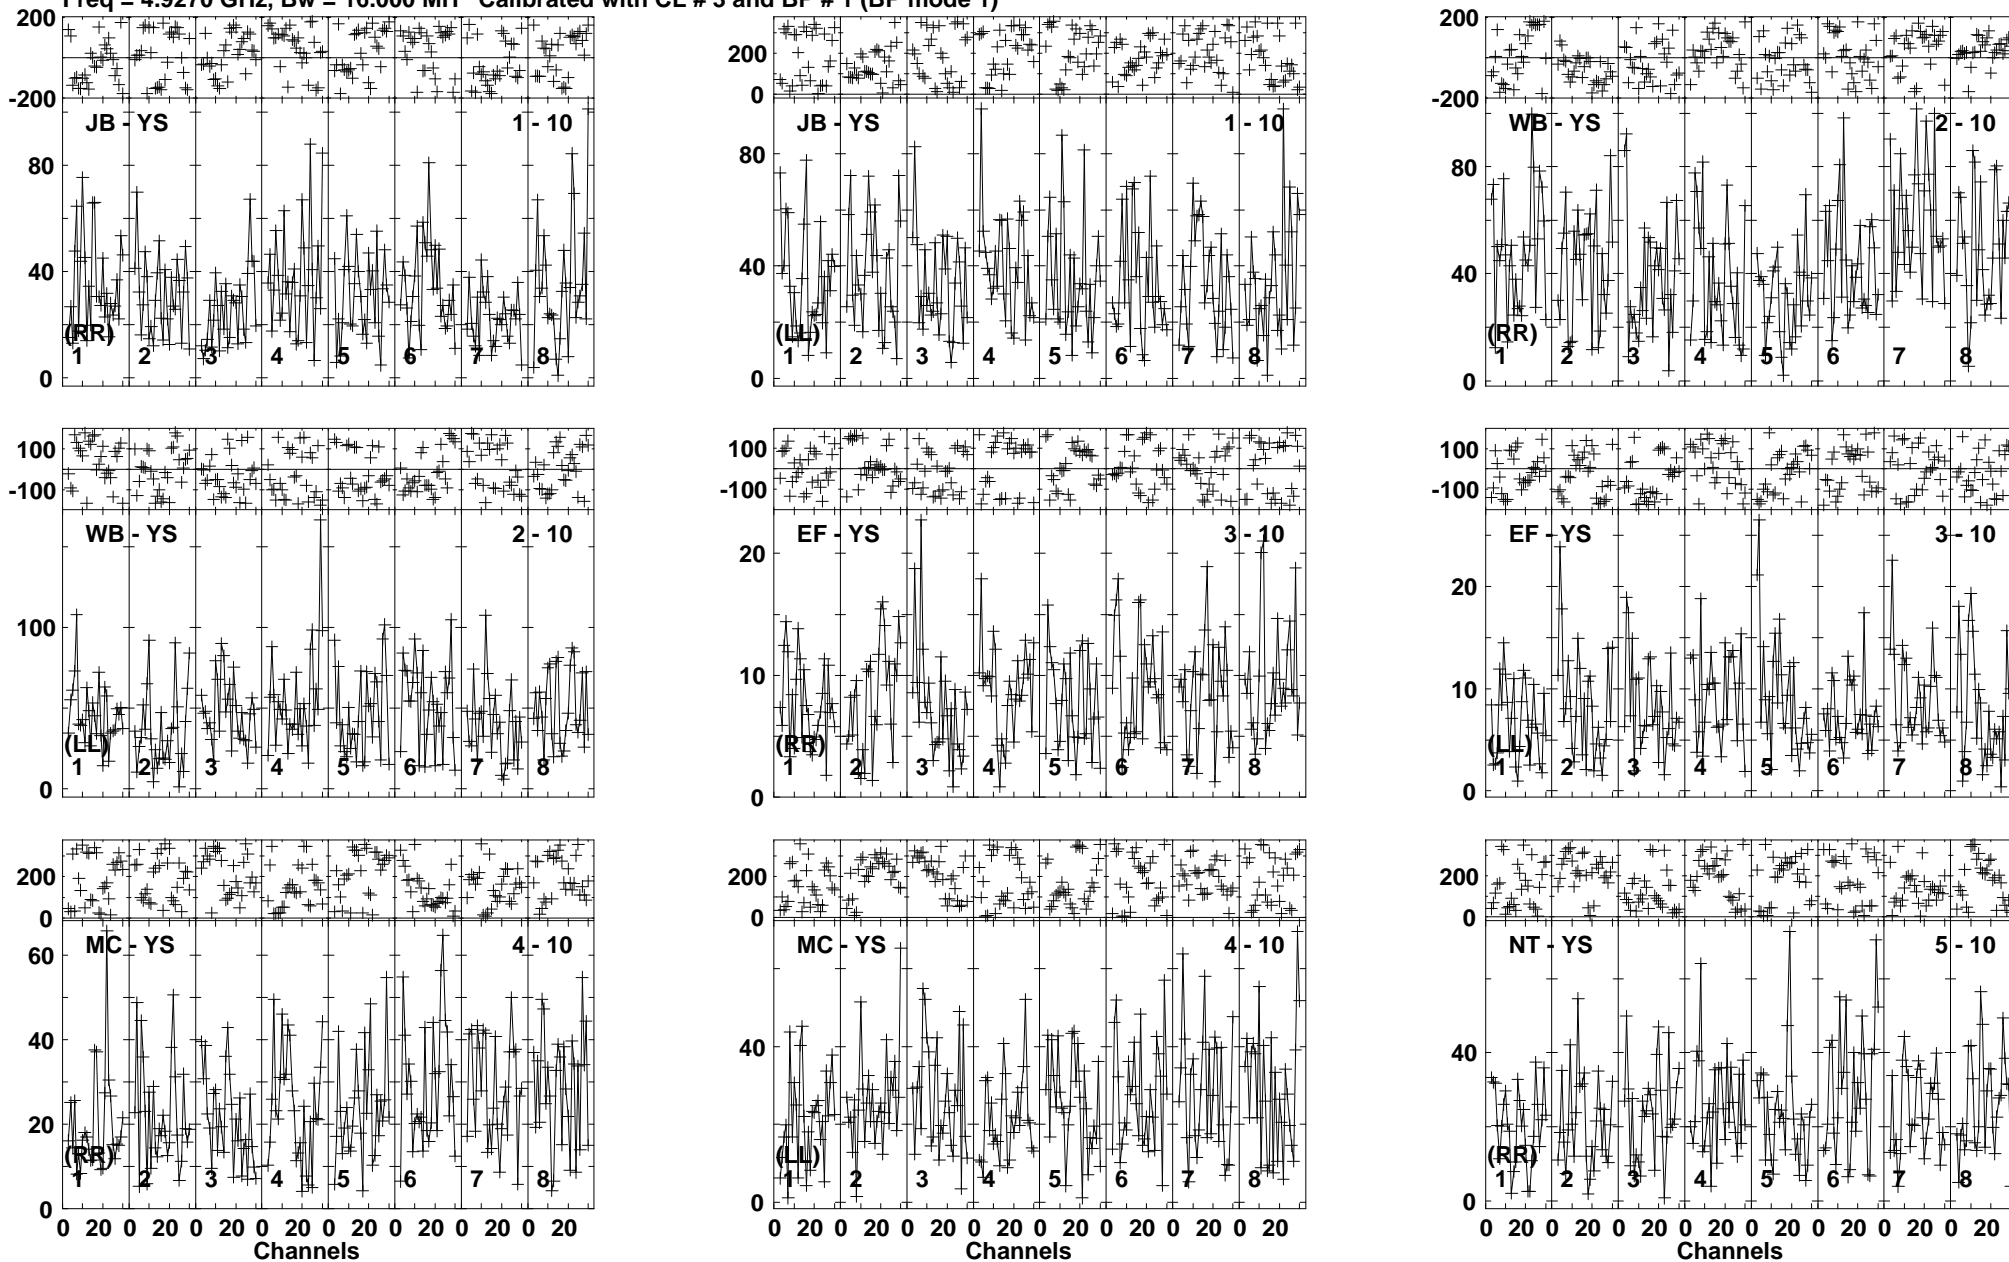 Freq = 4.9270 GHz, Bw = 16.000 MH Calibrated with CL # 3 and BP # 1 (BP mode 1)
200 200 200
-200 0 -200
JB - YS 1 - 10 JB - YS 1 - 10 WB - YS 2 - 10
80 80 80
40 40 40
(RR) (LL) (RR)
1 2 3 4 5 6 7 8 1 2 3 4 5 6 7 8 1 2 3 4 5 6 7 8
0 0 0
100 100 100
-100 -100 -100
WB - YS 2 - 10 EF - YS 3 - 10 EF - YS 3 - 10
100 20 20
10 10
(LL) (RR) (LL)
1 2 3 4 5 6 7 8 1 2 3 4 5 6 7 8 1 2 3 4 5 6 7 8
0 0 0
200 200 200
0 0 0
MC - YS 4 - 10 MC - YS 4 - 10 NT - YS 5 - 10
60
40 40 40
20
(RR) (LL) (RR)
1 2 3 4 5 6 7 8 1 2 3 4 5 6 7 8 1 2 3 4 5 6 7 8
0 0 0
0 20 0 20 0 20 0 20 0 20 0 20 0 20 0 20 0 20 0 20 0 20 0 20 0 20 0 20 0 20 0 20 0 20 0 20 0 20 0 20 0 20 0 20 0 20 0 20
Channels Channels Channels